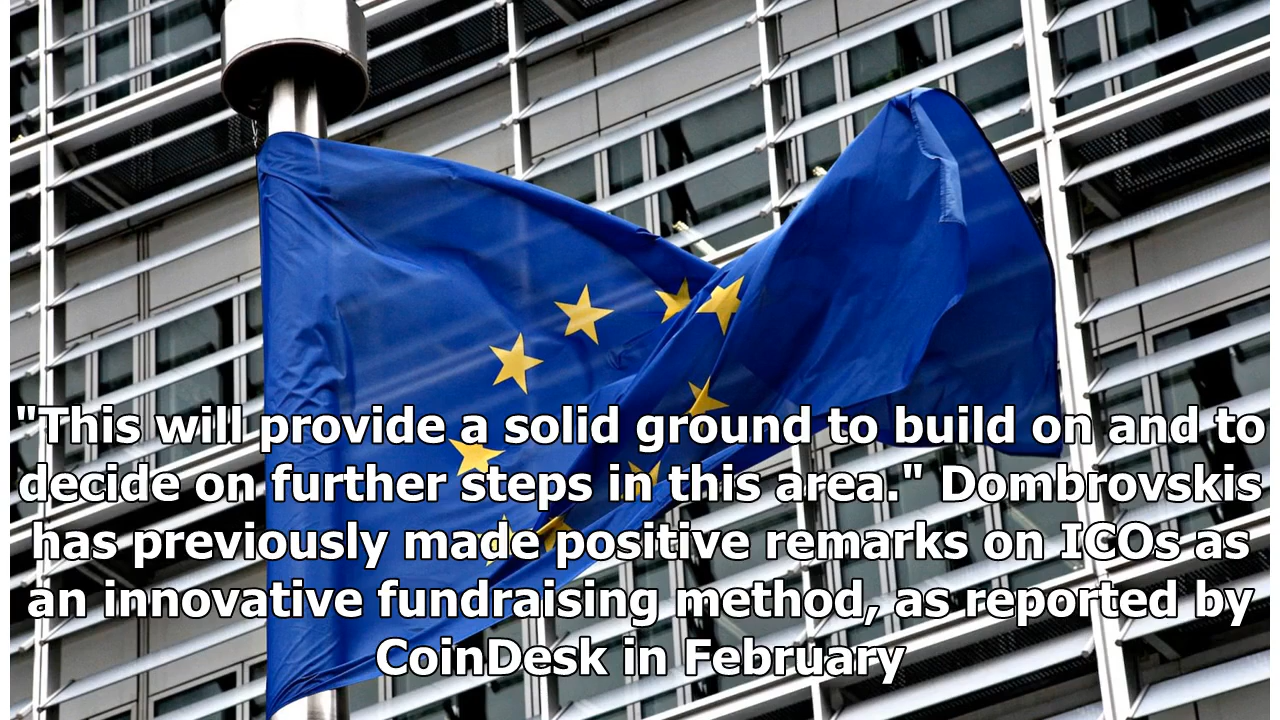 "This will provide a solid ground to build on and to
decide on further steps in this area." Dombrovskis
has previously made positive remarks on ICOs as
an innovative fundraising method, as reported by
CoinDesk in February